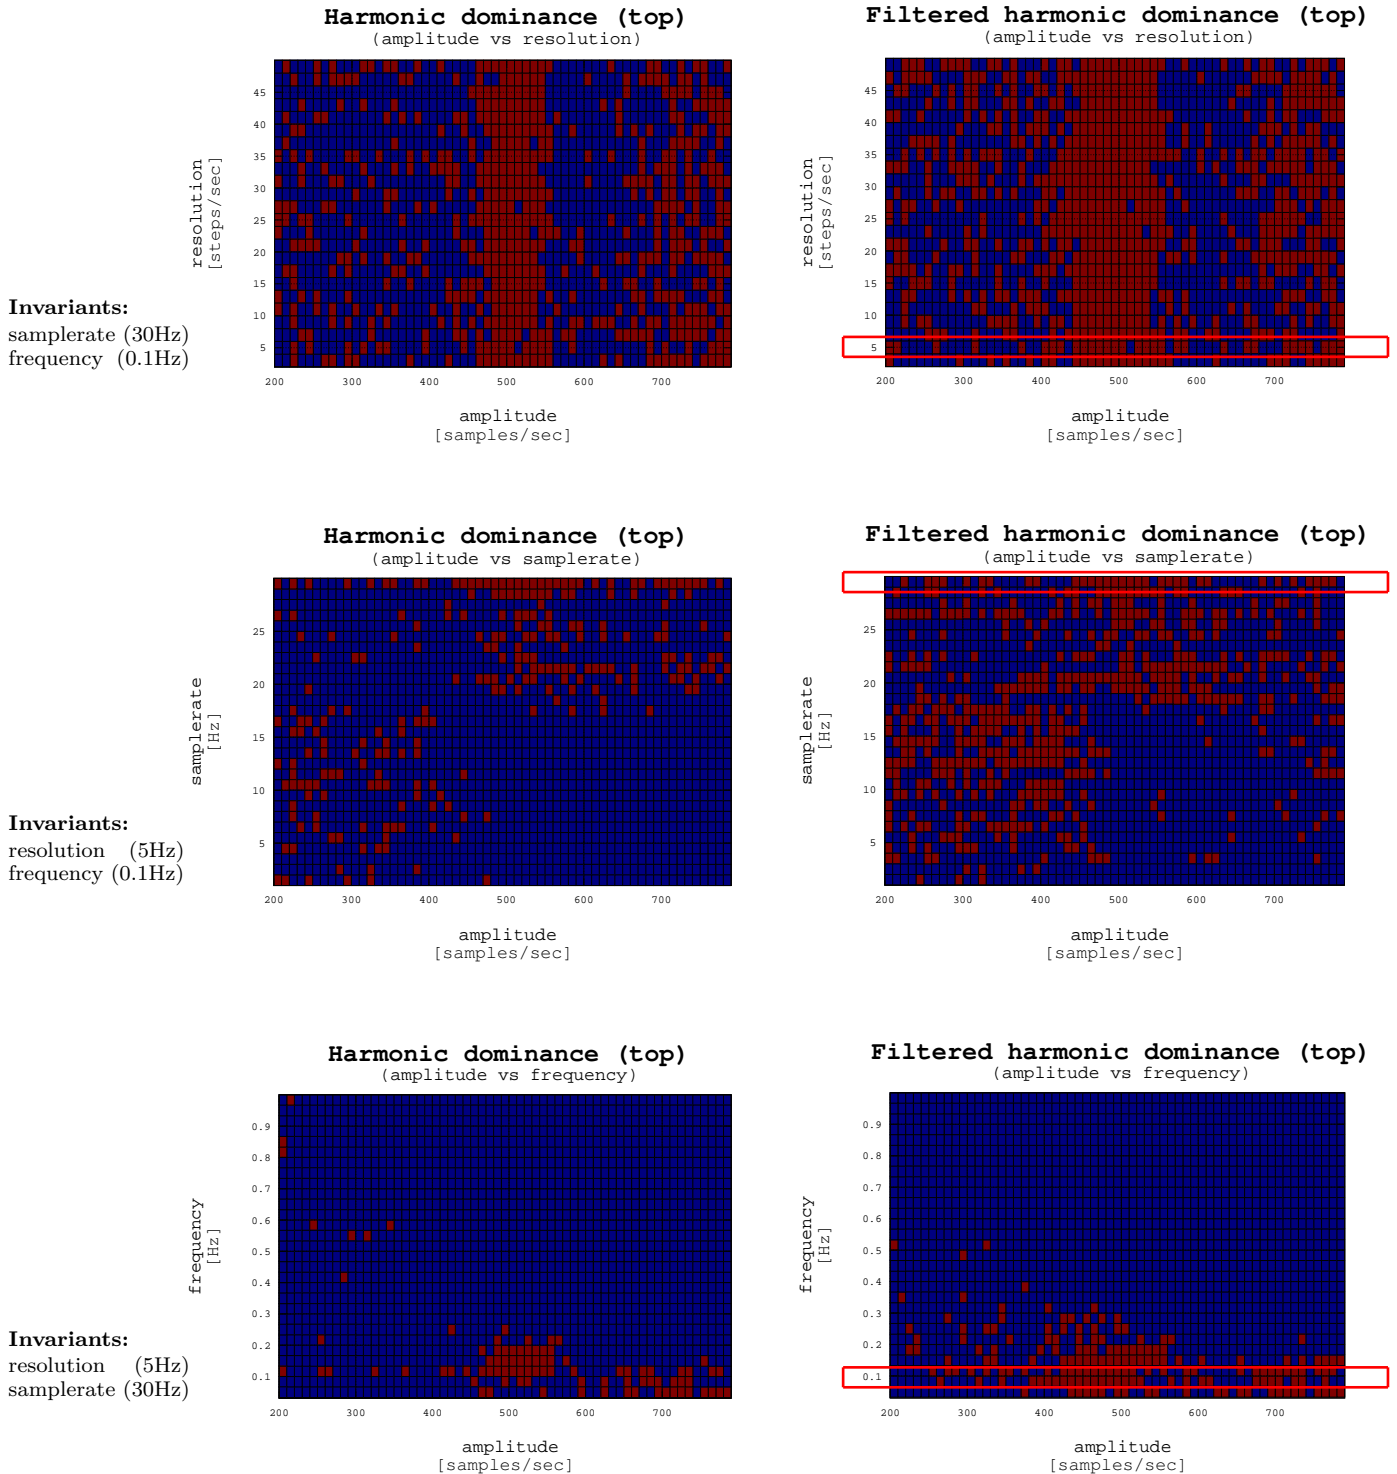 Harmonic dominance (top)
(amplitude vs resolution)
45
40
35
30
25
20
15
10
5
200 300 400 500 600 700
resolution
[steps/sec]
amplitude
[samples/sec]
Filtered harmonic dominance (top)
(amplitude vs resolution)
45
40
35
30
25
20
15
10
5
200 300 400 500 600 700
resolution
[steps/sec]
amplitude
[samples/sec]
Invariants:
samplerate (30Hz)
frequency (0.1Hz)
Harmonic dominance (top)
(amplitude vs samplerate)
25
20
15
10
5
200 300 400 500 600 700
samplerate
[Hz]
amplitude
[samples/sec]
Filtered harmonic dominance (top)
(amplitude vs samplerate)
25
20
15
10
5
200 300 400 500 600 700
samplerate
[Hz]
amplitude
[samples/sec]
Invariants:
resolution (5Hz)
frequency (0.1Hz)
Harmonic dominance (top)
(amplitude vs frequency)
0.9
0.8
0.7
0.6
0.5
0.4
0.3
0.2
0.1
200 300 400 500 600 700
frequency
[Hz]
amplitude
[samples/sec]
Filtered harmonic dominance (top)
(amplitude vs frequency)
0.9
0.8
0.7
0.6
0.5
0.4
0.3
0.2
0.1
200 300 400 500 600 700
frequency
[Hz]
amplitude
[samples/sec]
Invariants:
resolution (5Hz)
samplerate (30Hz)